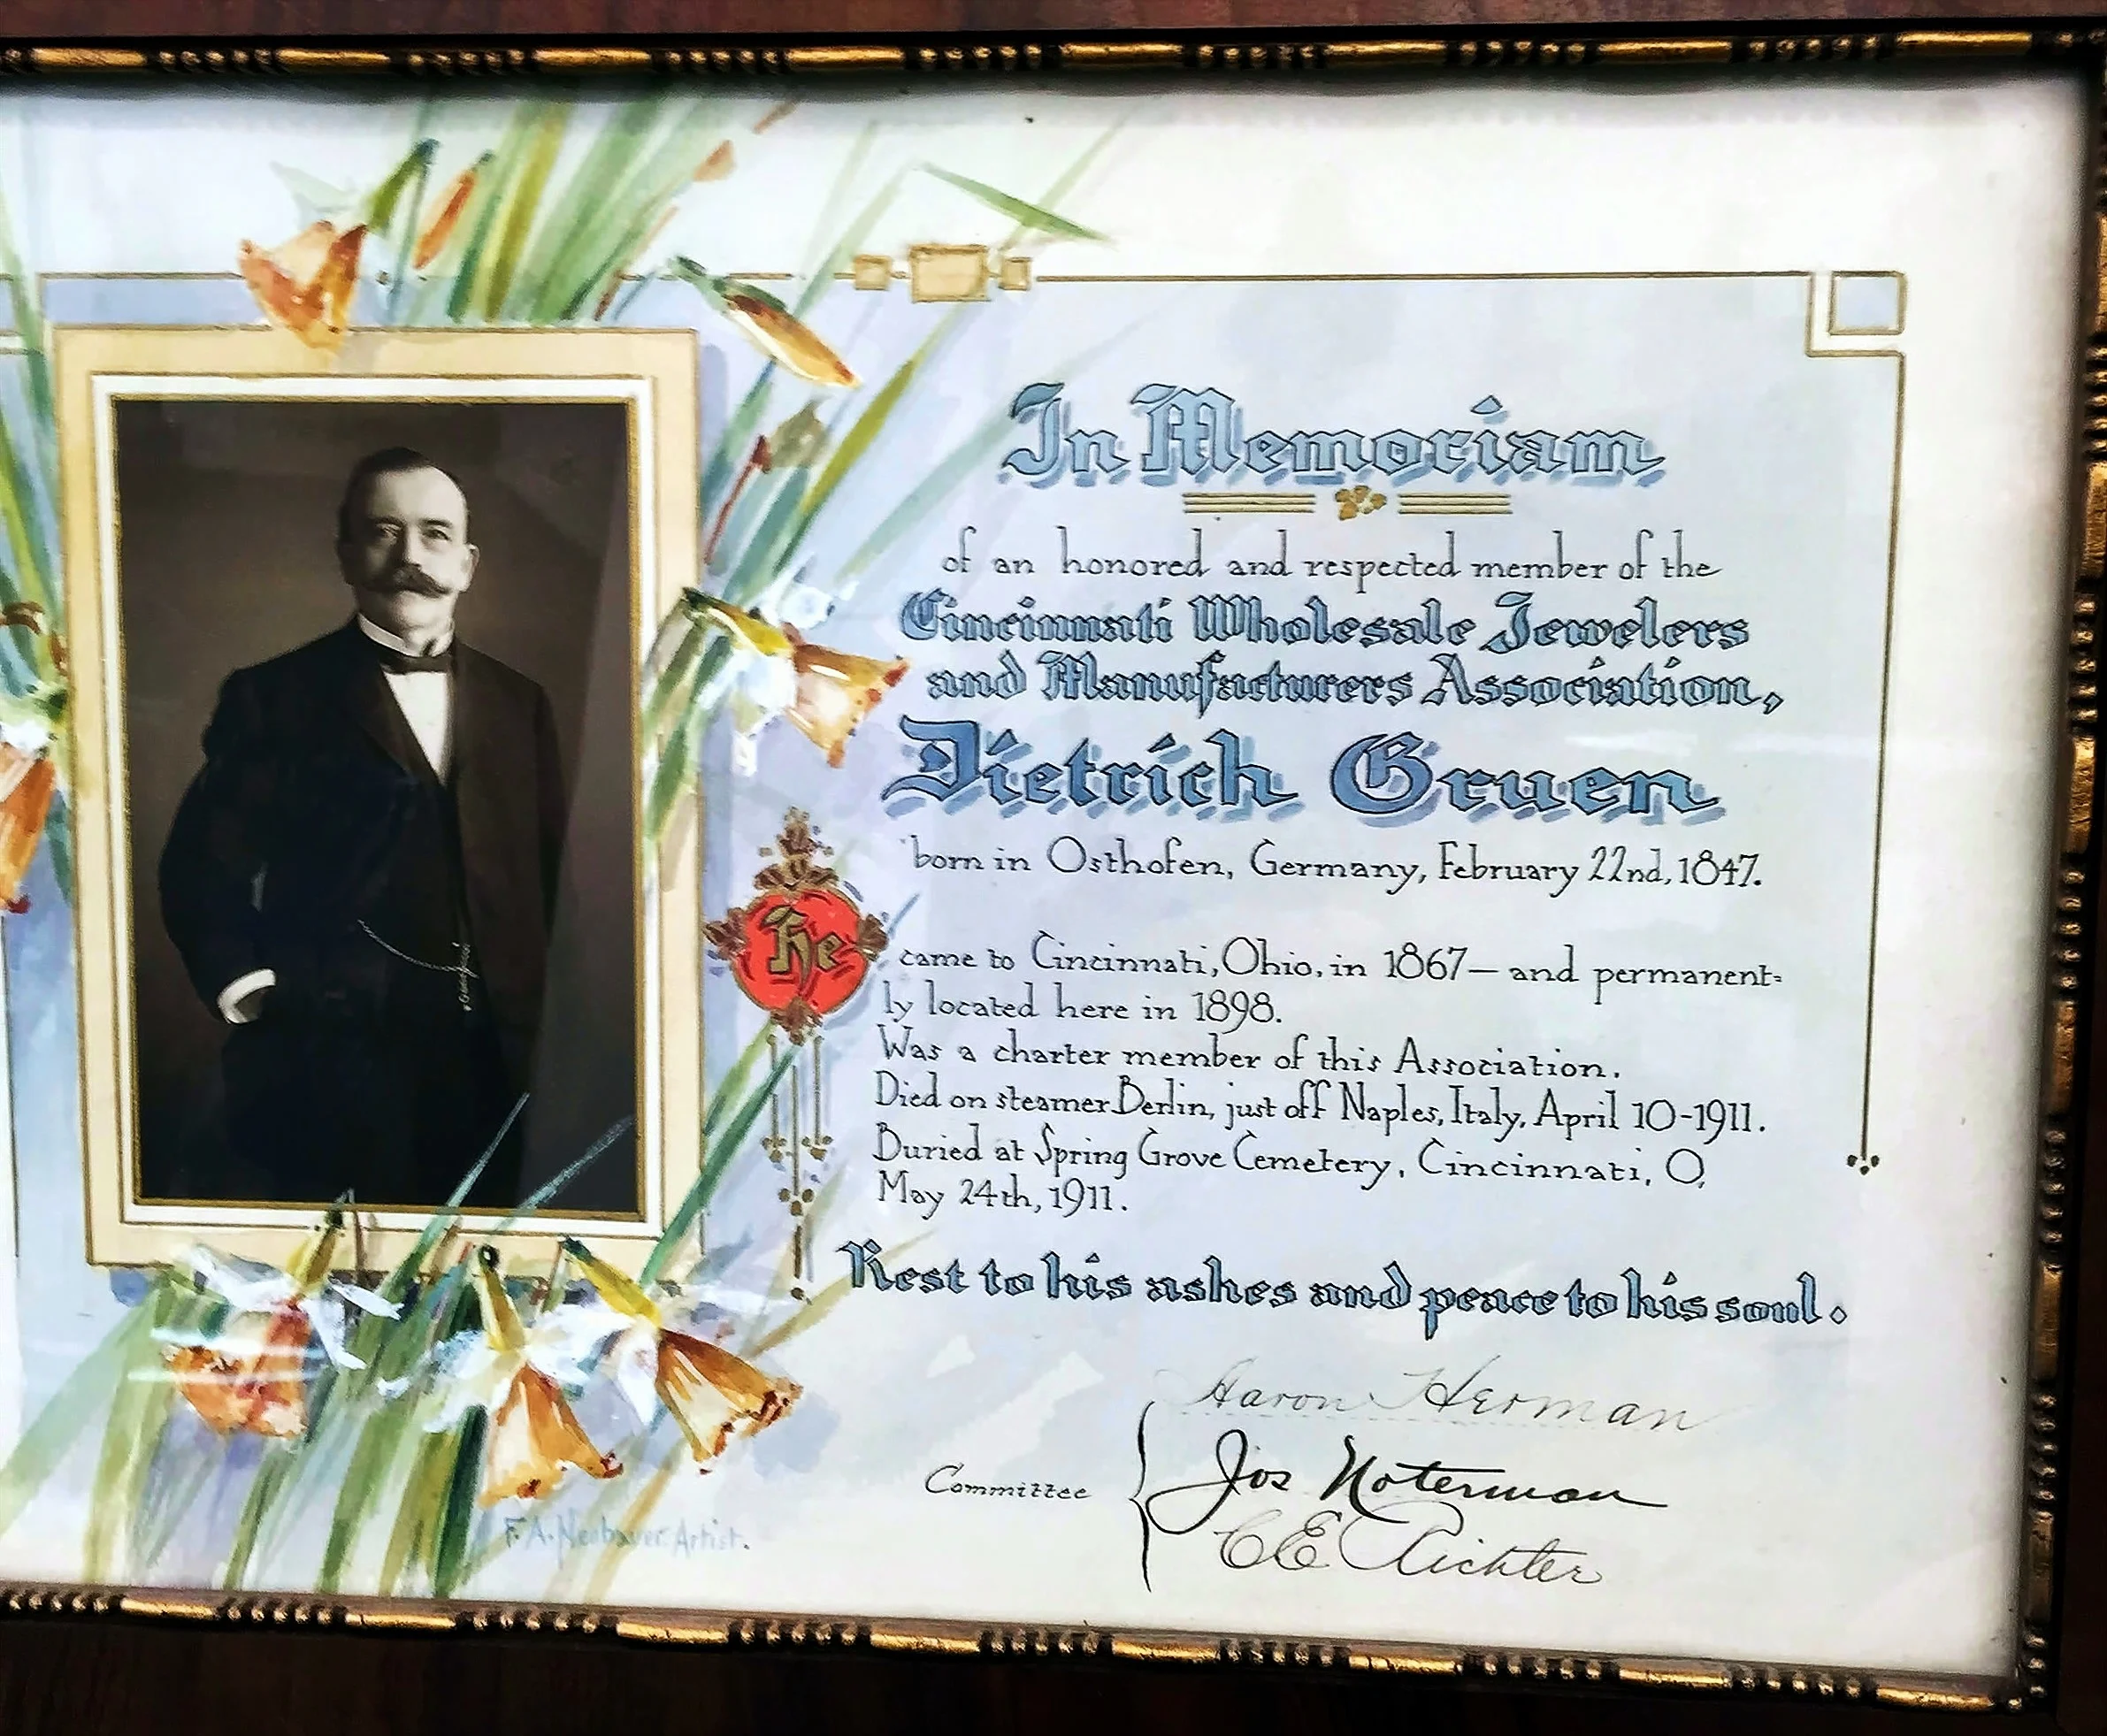 In Memoriam
of an honored and respected member of the
Cincinnati Wholesale Jewelers
and Manufacturers Association,
Dietrich Gruen
born in Osthofen, Germany, February 22nd, 1847.
He came to Cincinnati, Ohio, in 1867— and permanent=
ly located here in 1898.
Was a charter member of this Association.
Died on steamer Berlin, just off Naples, Italy, April 10-1911.
Buried at Spring Grove Cemetery, Cincinnati, O,
May 24th, 1911.
Rest to his ashes and peace to his soul.
Aaron Herman
Committee
Jos Noterman
C E Richter
F. A. Neubauer. Artist.